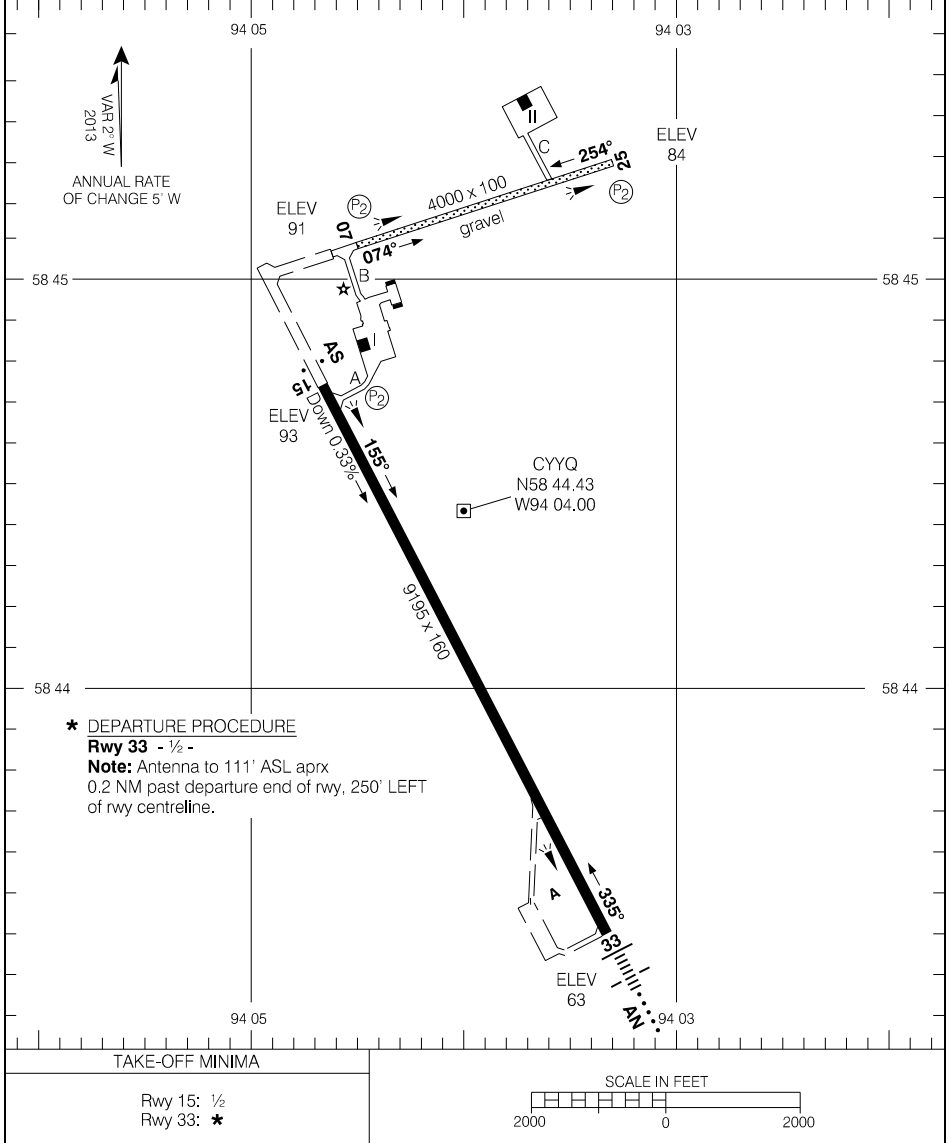 94 05
94 03
VAR 2° W
2013
ANNUAL RATE
OF CHANGE 5' W
II
C
ELEV
84
254°
25
P2
4000 x 100
gravel
ELEV
91
P2
07
074°
58 45
58 45
B
I
AS
A
15
P2
ELEV
93
Down 0.33%
155°
CYYQ
N58 44.43
W94 04.00
9195 x 160
58 44
58 44
* DEPARTURE PROCEDURE
Rwy 33 - ½ -
Note: Antenna to 111' ASL aprx
0.2 NM past departure end of rwy, 250' LEFT
of rwy centreline.
A
335°
33
ELEV
63
AN
94 05
94 03
TAKE-OFF MINIMA
Rwy 15: ½
Rwy 33: *
SCALE IN FEET
2000
0
2000